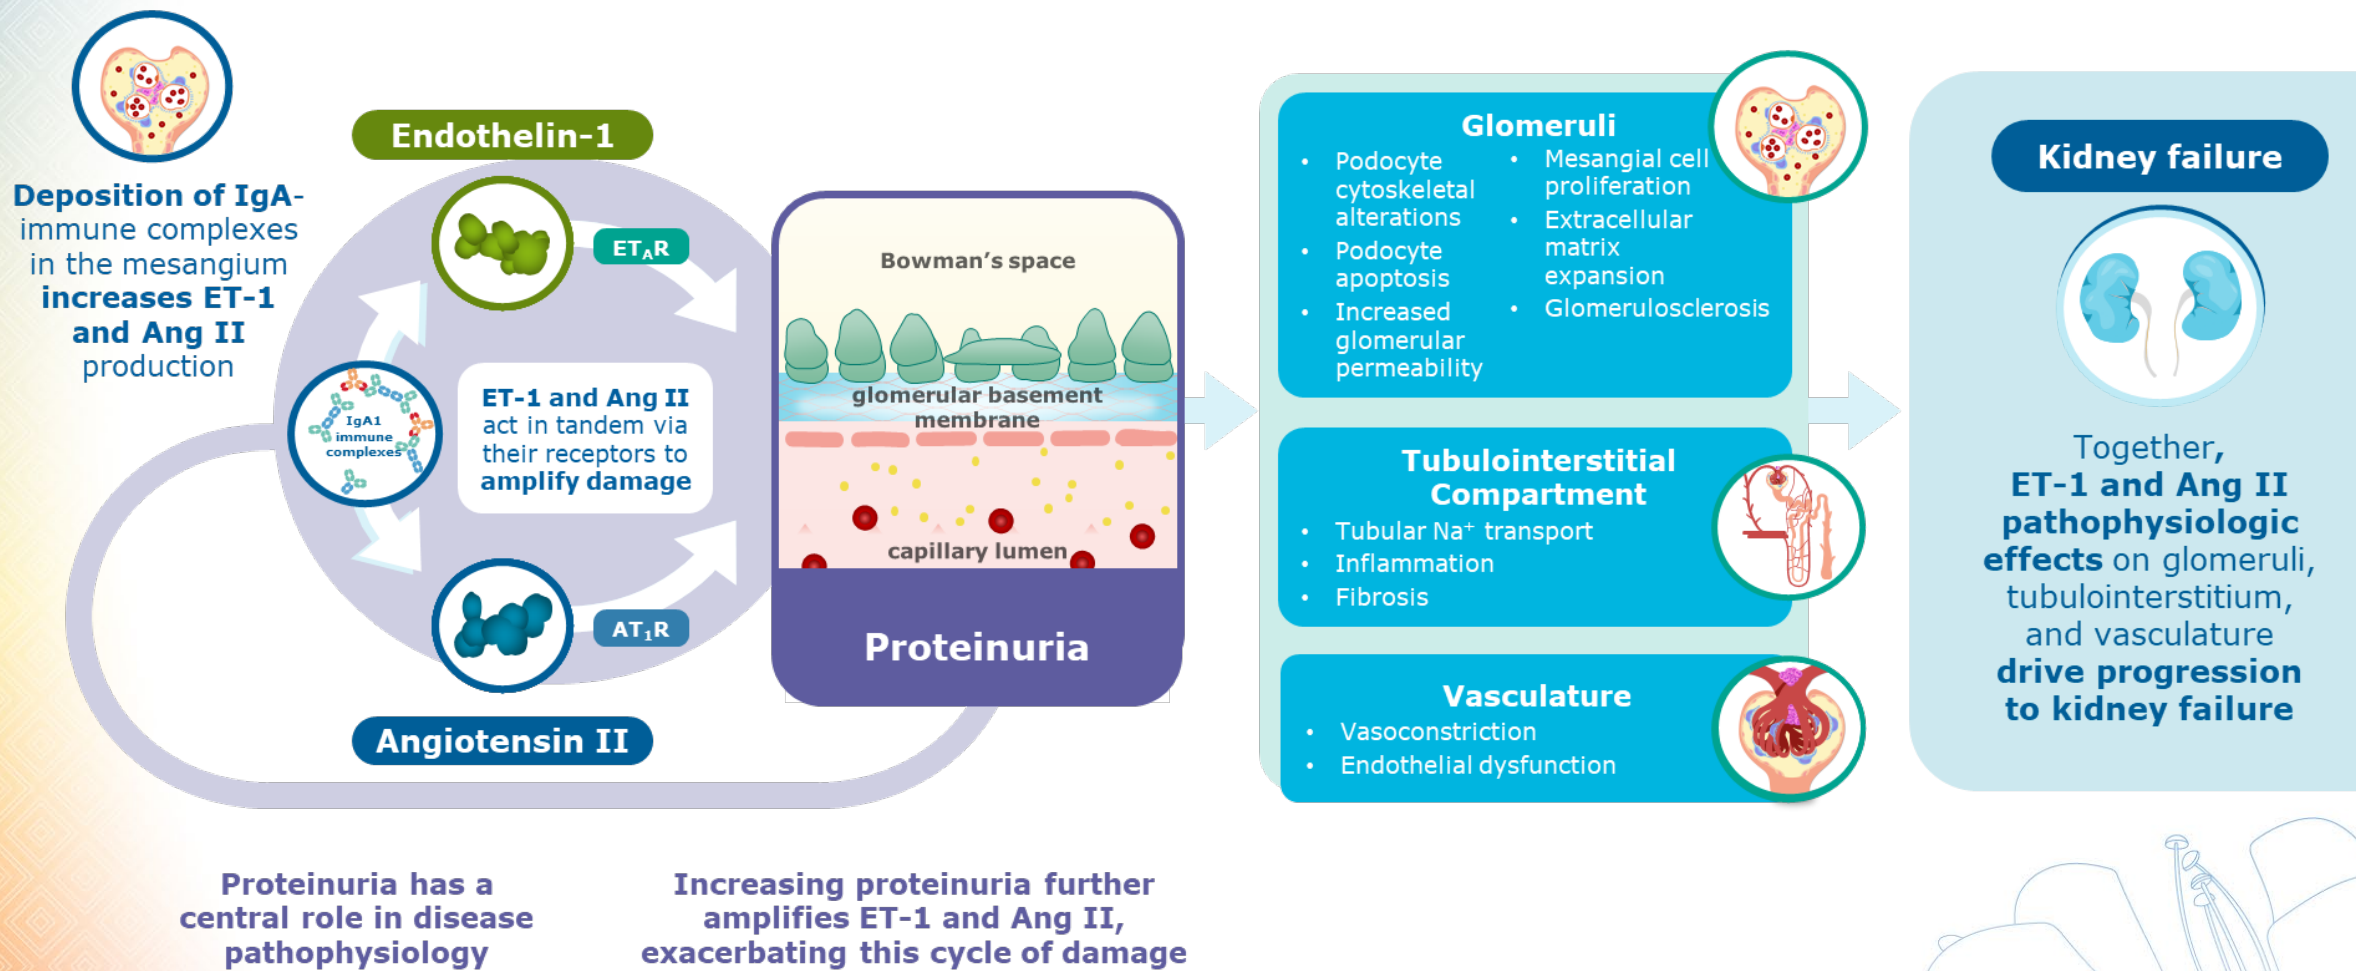 Deposition of IgA-
immune complexes
in the mesangium
increases ET-1
and Ang II
production
Endothelin-1
ETAR
IgA1
immune
complexes
ET-1 and Ang II
act in tandem via
their receptors to
amplify damage
AT1R
Angiotensin II
Bowman's space
glomerular basement
membrane
capillary lumen
Proteinuria
Glomeruli
• Podocyte
cytoskeletal
alterations
• Podocyte
apoptosis
• Increased
glomerular
permeability
• Mesangial cell
proliferation
• Extracellular
matrix
expansion
• Glomerulosclerosis
Tubulointerstitial
Compartment
• Tubular Na⁺ transport
• Inflammation
• Fibrosis
Vasculature
• Vasoconstriction
• Endothelial dysfunction
Kidney failure
Together,
ET-1 and Ang II
pathophysiologic
effects on glomeruli,
tubulointerstitium,
and vasculature
drive progression
to kidney failure
Proteinuria has a
central role in disease
pathophysiology
Increasing proteinuria further
amplifies ET-1 and Ang II,
exacerbating this cycle of damage